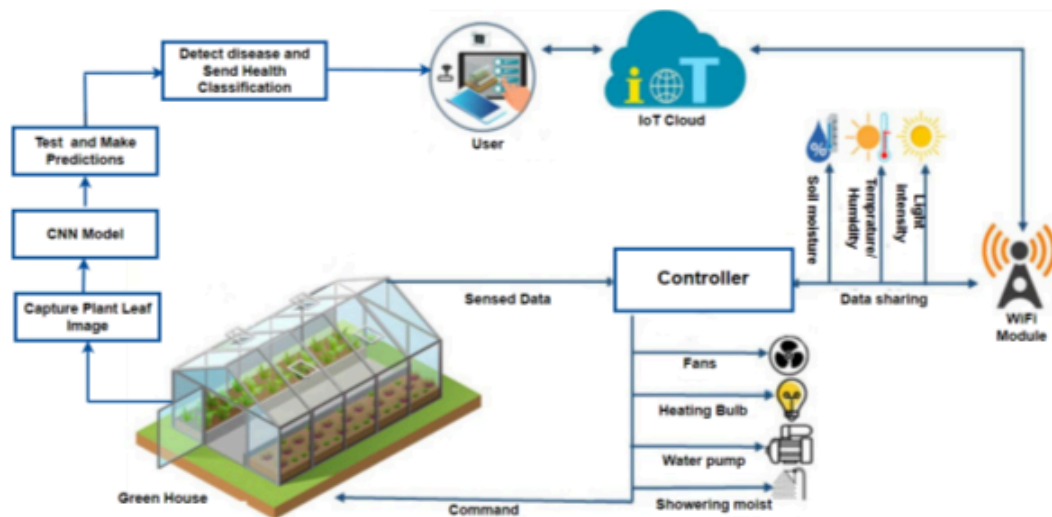 Detect disease and
Send Health
Classification
User
iOT
IoT Cloud
Test and Make
Predictions
%
Soil moisture
Temprature/
Humidity
Light
Intensity
CNN Model
Capture Plant Leaf
Image
Sensed Data
Controller
Data sharing
WiFi
Module
Fans
Heating Bulb
Water pump
Showering moist
Green House
Command